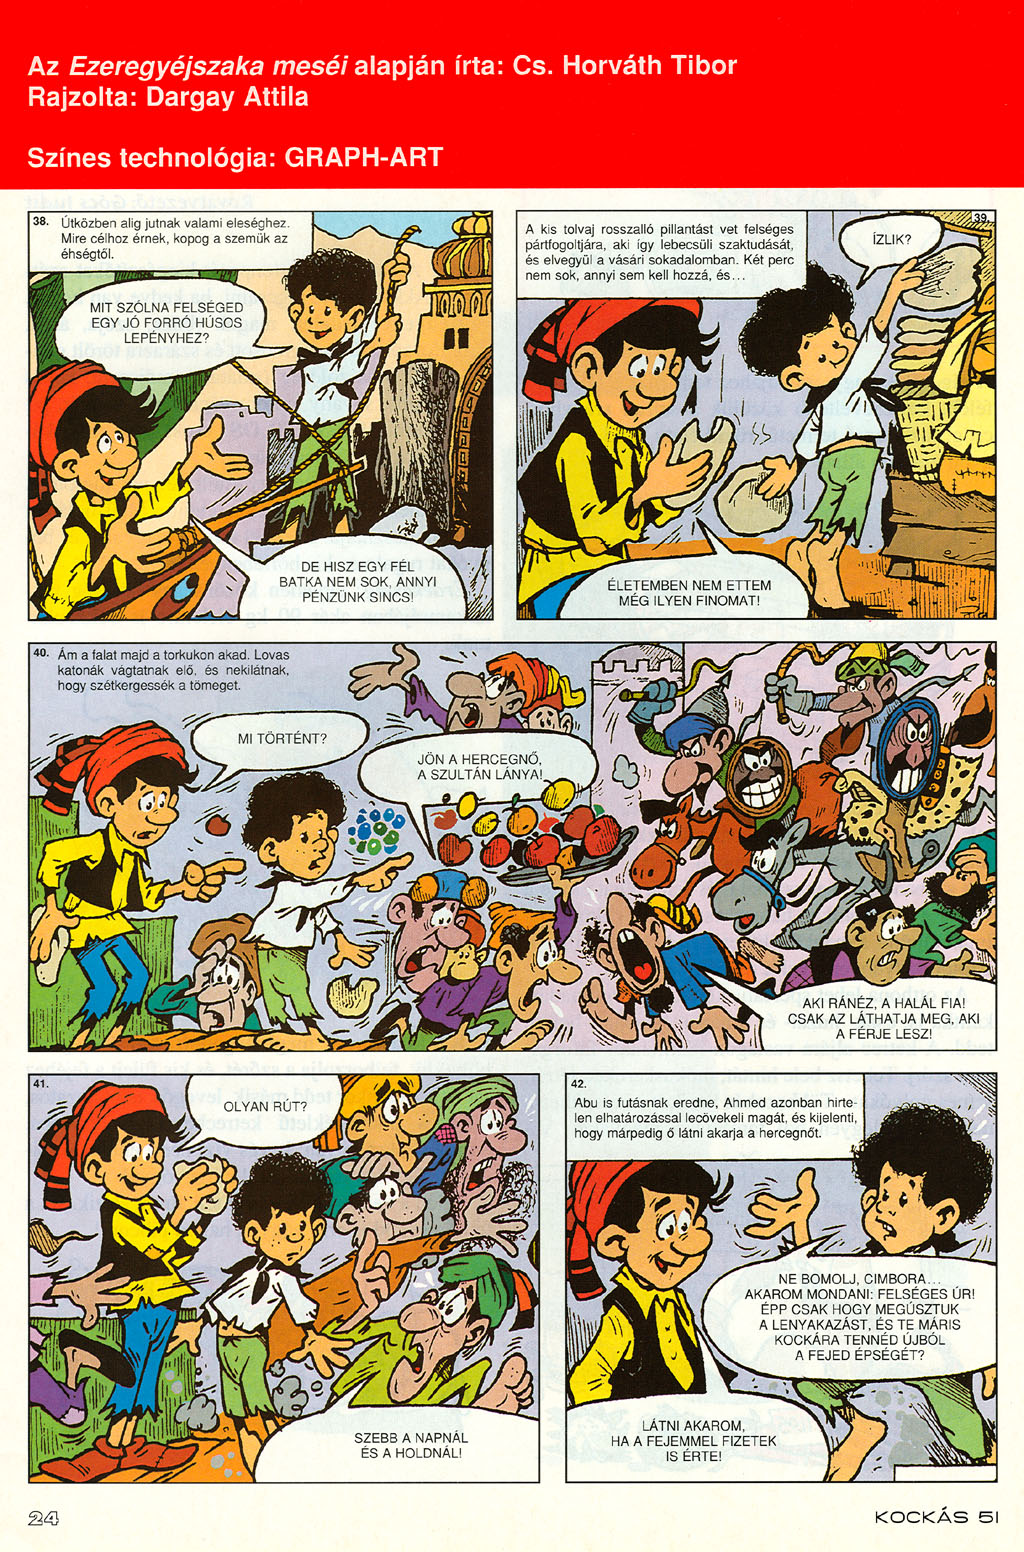 Az Ezeregyéjszaka meséi alapján írta: Cs. Horváth Tibor
Rajzolta: Dargay Attila
Színes technológia: GRAPH-ART
38. Útközben alig jutnak valami eleséghez.
Mire célhoz érnek, kopog a szemük az
éhségtől.
MIT SZÓLNA FELSÉGED
EGY JÓ FORRÓ HÚSOS
LEPÉNYHEZ?
DE HISZ EGY FÉL
BATKA NEM SOK, ANNYI
PÉNZÜNK SINCS!
39.
A kis tolvaj rosszalló pillantást vet felséges
pártfogoltjára, aki így lebecsüli szaktudását,
és elvegyül a vásári sokadalomban. Két perc
nem sok, annyi sem kell hozzá, és...
ÍZLIK?
ÉLETEMBEN NEM ETTEM
MÉG ILYEN FINOMAT!
40. Ám a falat majd a torkukon akad. Lovas
katonák vágtatnak elő, és nekilátnak,
hogy szétkergessék a tömeget.
MI TÖRTÉNT?
JÖN A HERCEGNŐ,
A SZULTÁN LÁNYA!
AKI RÁNÉZ, A HALÁL FIA!
CSAK AZ LÁTHATJA MEG, AKI
A FÉRJE LESZ!
41.
OLYAN RÚT?
SZEBB A NAPNÁL
ÉS A HOLDNÁL!
42.
Abu is futásnak eredne, Ahmed azonban hirte-
len elhatározással lecövekeli magát, és kijelenti,
hogy márpedig ő látni akarja a hercegnőt.
NE BOMOLJ, CIMBORA...
AKAROM MONDANI: FELSÉGES ÚR!
ÉPP CSAK HOGY MEGÚSZTUK
A LENYAKAZÁST, ÉS TE MÁRIS
KOCKÁRA TENNÉD ÚJBÓL
A FEJED ÉPSÉGÉT?
LÁTNI AKAROM,
HA A FEJEMMEL FIZETEK
IS ÉRTE!
24
KOCKÁS 51